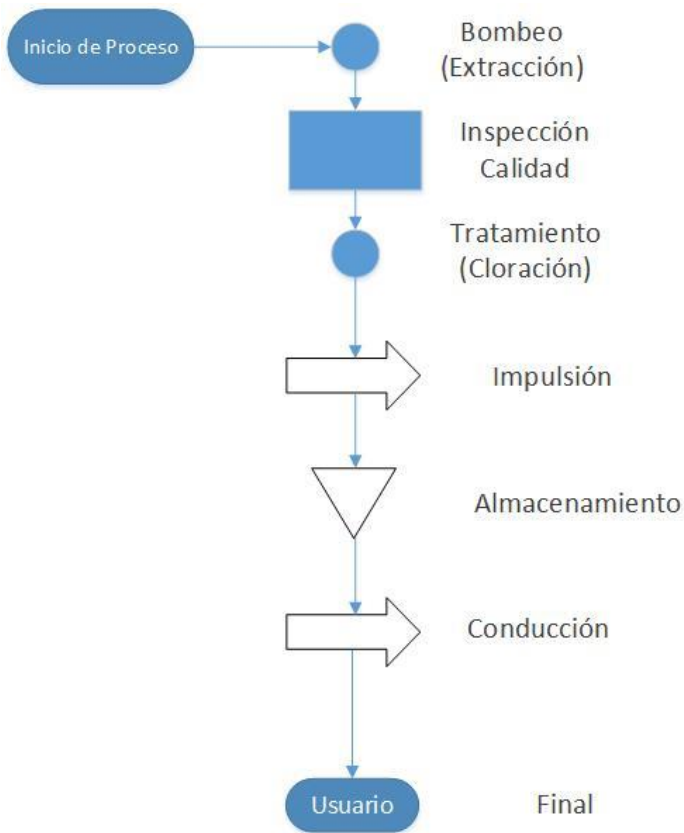 Inicio de Proceso
Bombeo
(Extracción)
Inspección
Calidad
Tratamiento
(Cloración)
Impulsión
Almacenamiento
Conducción
Usuario
Final